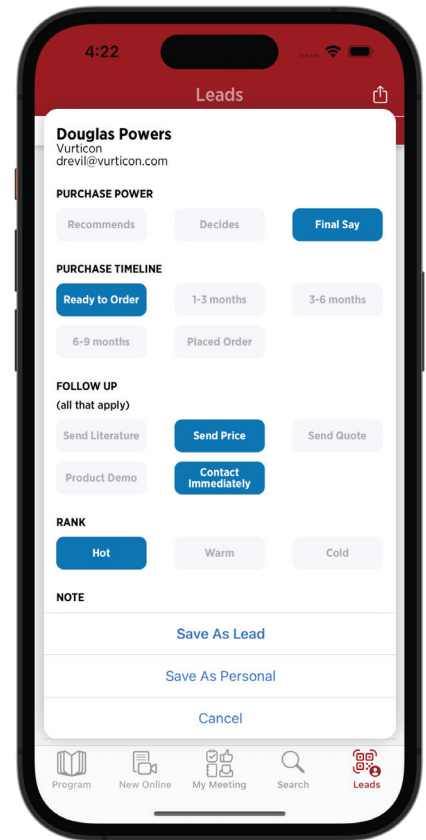 4:22
Leads
Douglas Powers
Vurticon
drevil@vurticon.com
PURCHASE POWER
Recommends Decides Final Say
PURCHASE TIMELINE
Ready to Order 1-3 months 3-6 months
6-9 months Placed Order
FOLLOW UP
(all that apply)
Send Literature Send Price Send Quote
Product Demo Contact Immediately
RANK
Hot Warm Cold
NOTE
Save As Lead
Save As Personal
Cancel
Program New Online My Meeting Search Leads